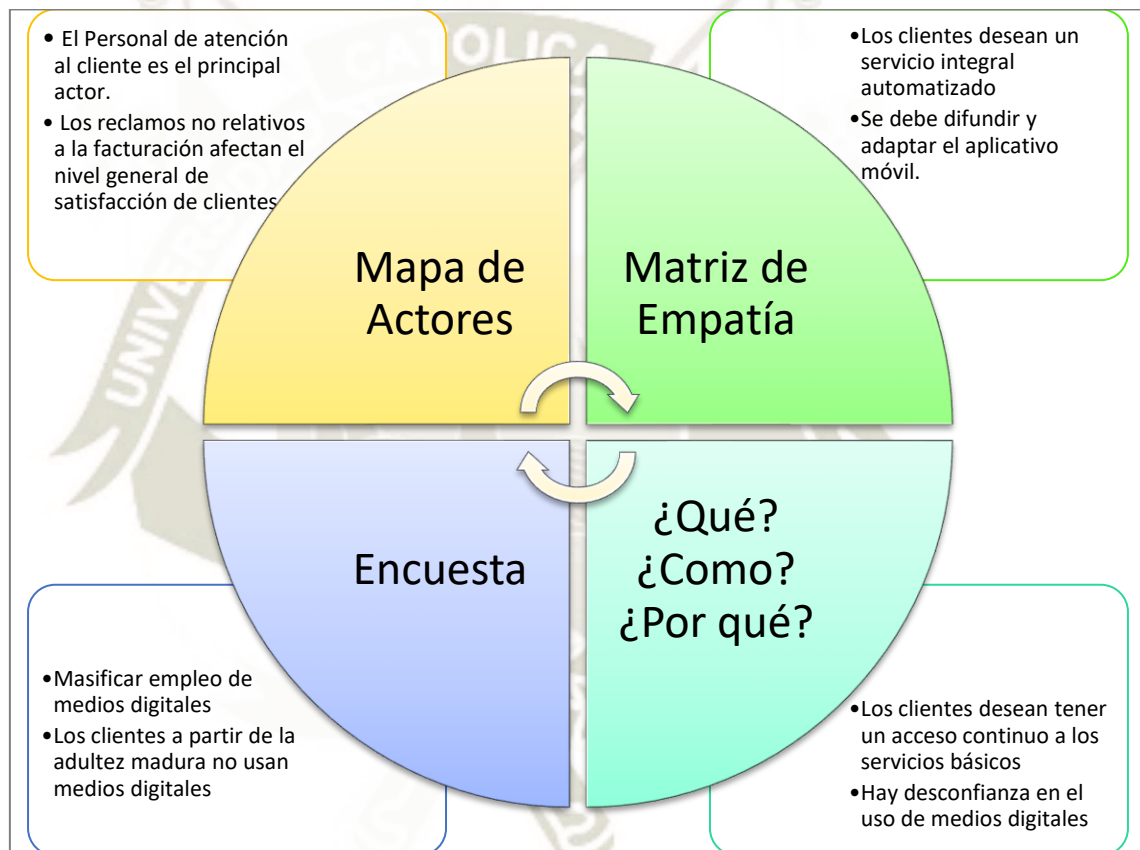 • El Personal de atención
al cliente es el principal
actor.
• Los reclamos no relativos
a la facturación afectan el
nivel general de
satisfacción de clientes
•Los clientes desean un
servicio integral
automatizado
•Se debe difundir y
adaptar el aplicativo
móvil.
Mapa de
Actores
Matriz de
Empatía
Encuesta
¿Qué?
¿Como?
¿Por qué?
•Masificar empleo de
medios digitales
•Los clientes a partir de la
adultez madura no usan
medios digitales
•Los clientes desean tener
un acceso continuo a los
servicios básicos
•Hay desconfianza en el
uso de medios digitales